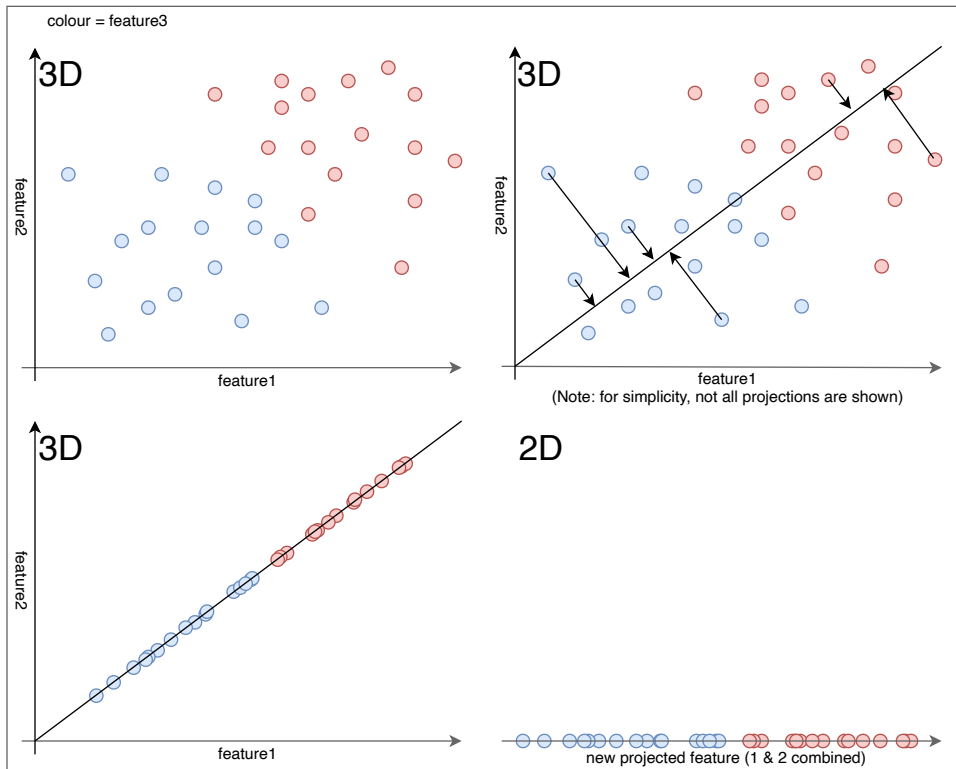 colour = feature3
3D
feature2
feature1
3D
feature2
feature1
(Note: for simplicity, not all projections are shown)
3D
feature2
feature1
2D
new projected feature (1 & 2 combined)